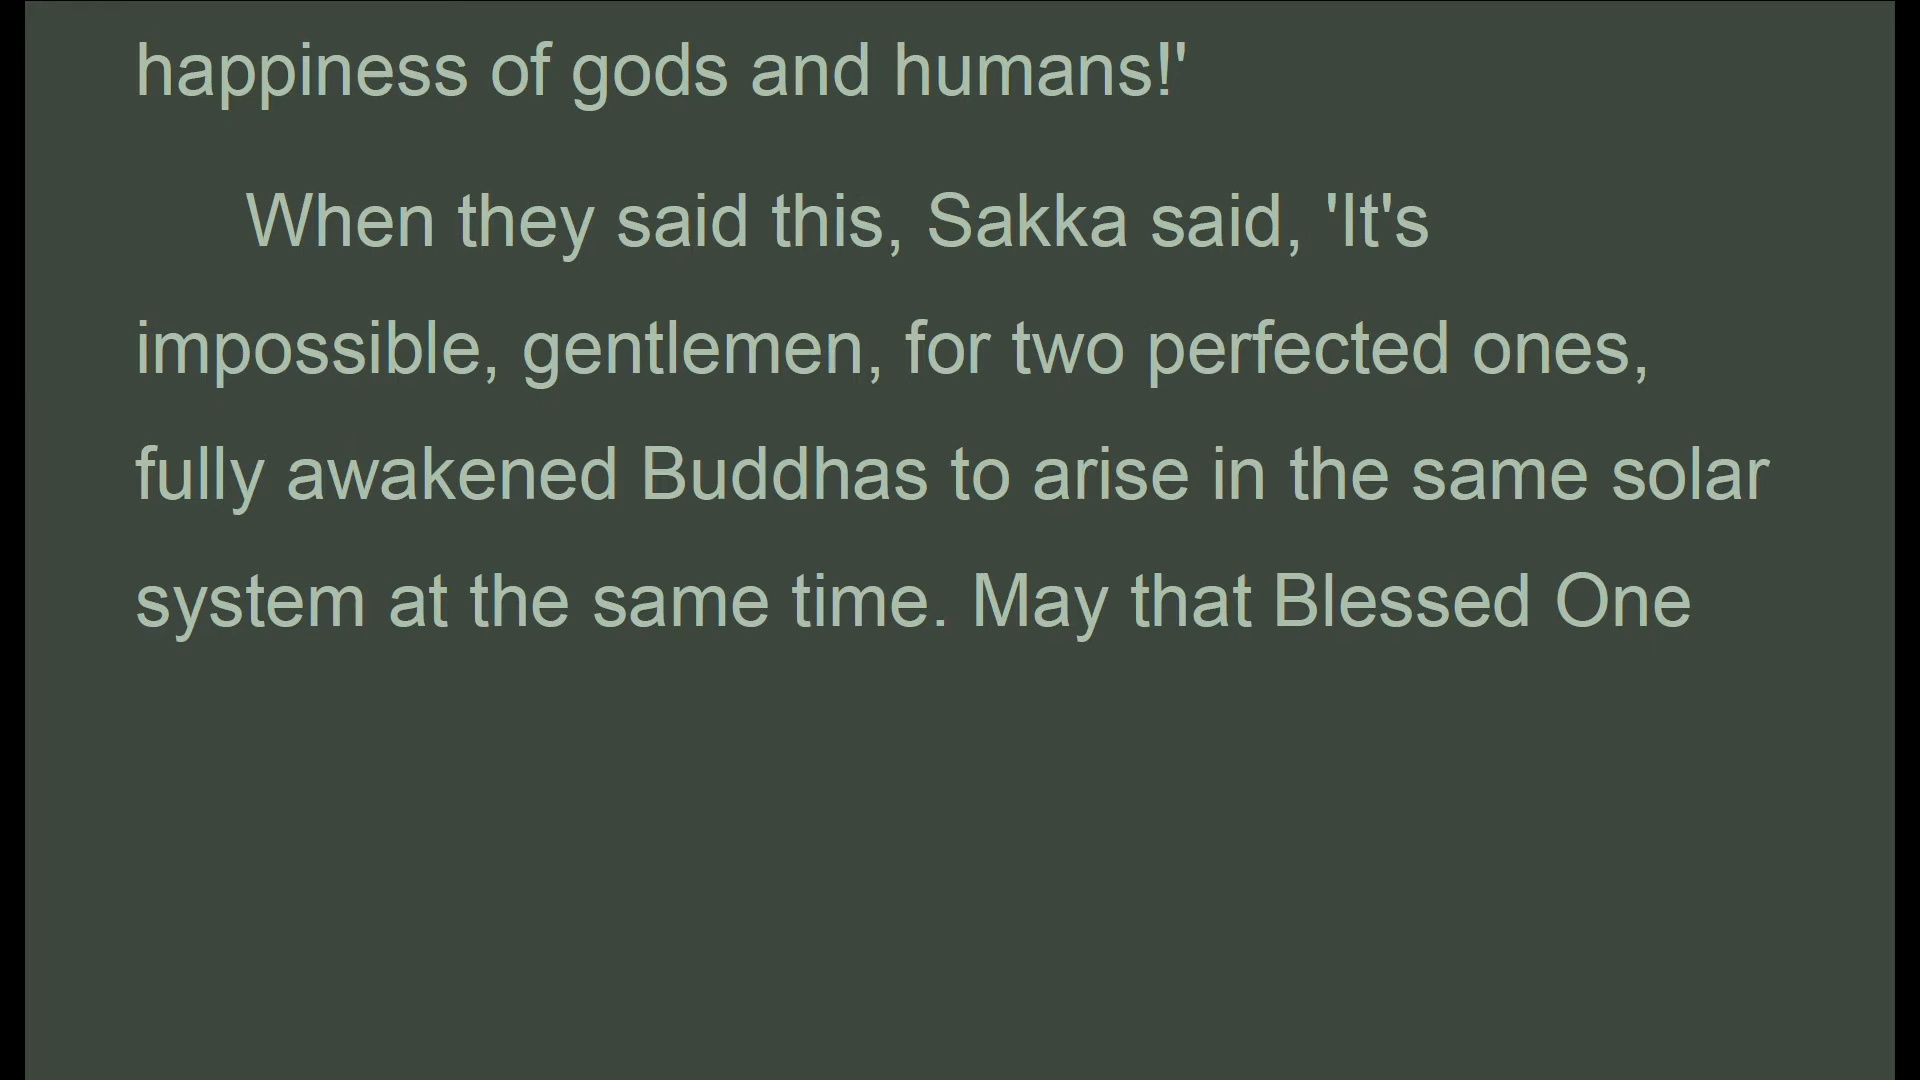 happiness of gods and humans!'
When they said this, Sakka said, 'It's
impossible, gentlemen, for two perfected ones,
fully awakened Buddhas to arise in the same solar
system at the same time. May that Blessed One